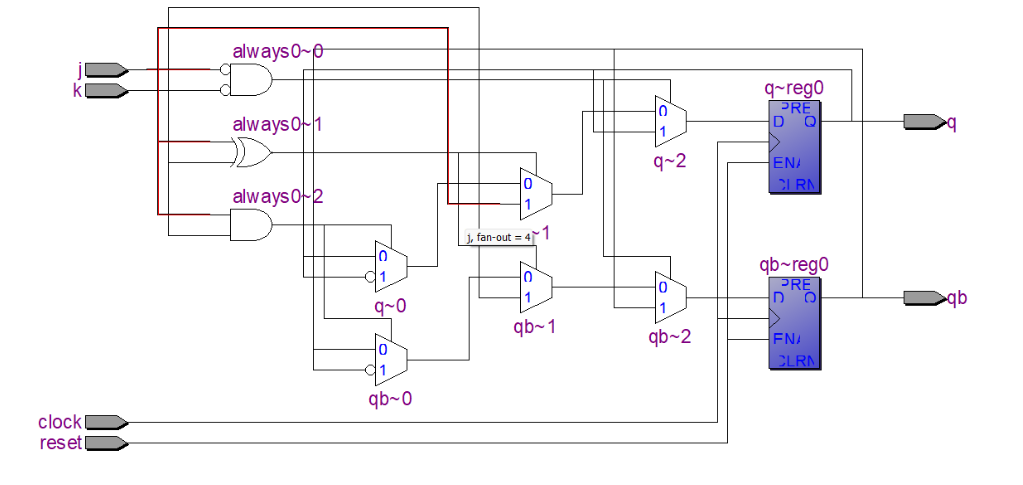 always0~0
j
k
q~reg0
PRE
D
Q
q
ENA
CLRN
0
1
q~2
always0~1
0
1
always0~2
j, fan-out = 4
~1
0
1
q~0
0
1
qb~1
qb~reg0
PRE
D
Q
qb
ENA
CLRN
0
1
qb~2
0
1
qb~0
clock
reset